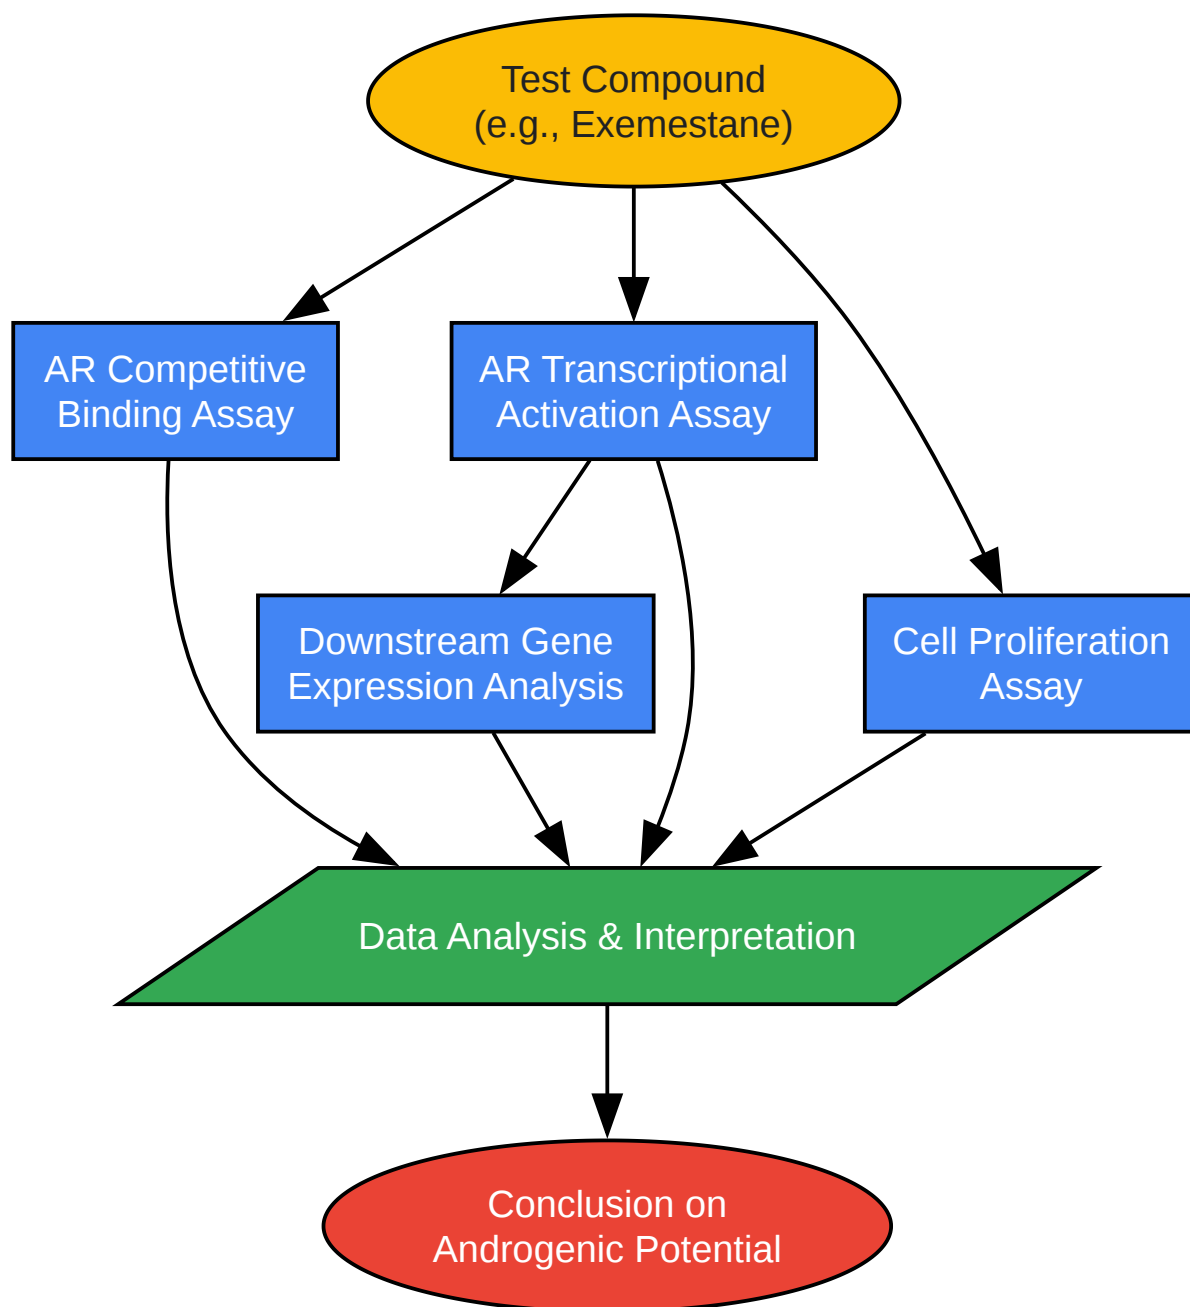 Test Compound
(e.g., Exemestane)
AR Competitive
Binding Assay
AR Transcriptional
Activation Assay
Downstream Gene
Expression Analysis
Cell Proliferation
Assay
Data Analysis & Interpretation
Conclusion on
Androgenic Potential